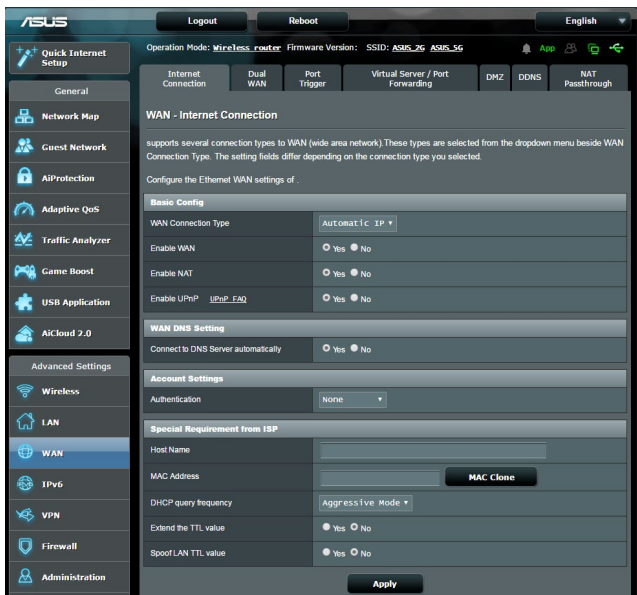 ASUS
Logout
Reboot
English
Quick Internet Setup
Operation Mode: Wireless router Firmware Version: SSID: ASUS_2G ASUS_5G
App
Internet Connection
Dual WAN
Port Trigger
Virtual Server / Port Forwarding
DMZ
DDNS
NAT Passthrough
General
Network Map
Guest Network
AiProtection
Adaptive QoS
Traffic Analyzer
Game Boost
USB Application
AiCloud 2.0
Advanced Settings
Wireless
LAN
WAN
IPv6
VPN
Firewall
Administration
WAN - Internet Connection
supports several connection types to WAN (wide area network).These types are selected from the dropdown menu beside WAN
Connection Type. The setting fields differ depending on the connection type you selected.
Configure the Ethernet WAN settings of .
Basic Config
WAN Connection Type Automatic IP
Enable WAN Yes No
Enable NAT Yes No
Enable UPnP UPnP FAQ Yes No
WAN DNS Setting
Connect to DNS Server automatically Yes No
Account Settings
Authentication None
Special Requirement from ISP
Host Name
MAC Address MAC Clone
DHCP query frequency Aggressive Mode
Extend the TTL value Yes No
Spoof LAN TTL value Yes No
Apply